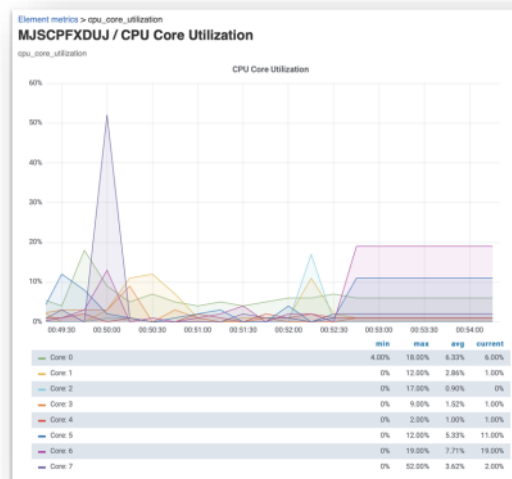 Element metrics > cpu_core_utilization
MJSCPFXDUJ / CPU Core Utilization
cpu_core_utilization
CPU Core Utilization
60%
50%
40%
30%
20%
10%
0%
00:49:30 00:50:00 00:50:30 00:51:00 00:51:30 00:52:00 00:52:30 00:53:00 00:53:30 00:54:00
min max avg current
Core: 0 4.00% 18.00% 6.33% 6.00%
Core: 1 0% 12.00% 2.86% 1.00%
Core: 2 0% 17.00% 0.90% 0%
Core: 3 0% 9.00% 1.52% 1.00%
Core: 4 0% 2.00% 1.00% 1.00%
Core: 5 0% 12.00% 5.33% 11.00%
Core: 6 0% 19.00% 7.71% 19.00%
Core: 7 0% 52.00% 3.62% 2.00%